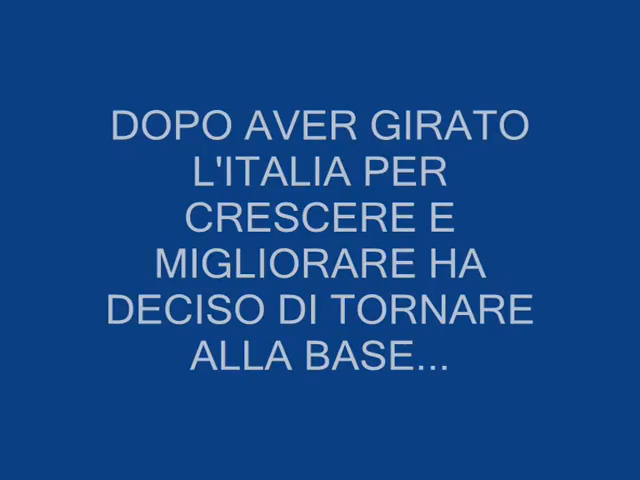 DOPO AVER GIRATO
L'ITALIA PER
CRESCERE E
MIGLIORARE HA
DECISO DI TORNARE
ALLA BASE...